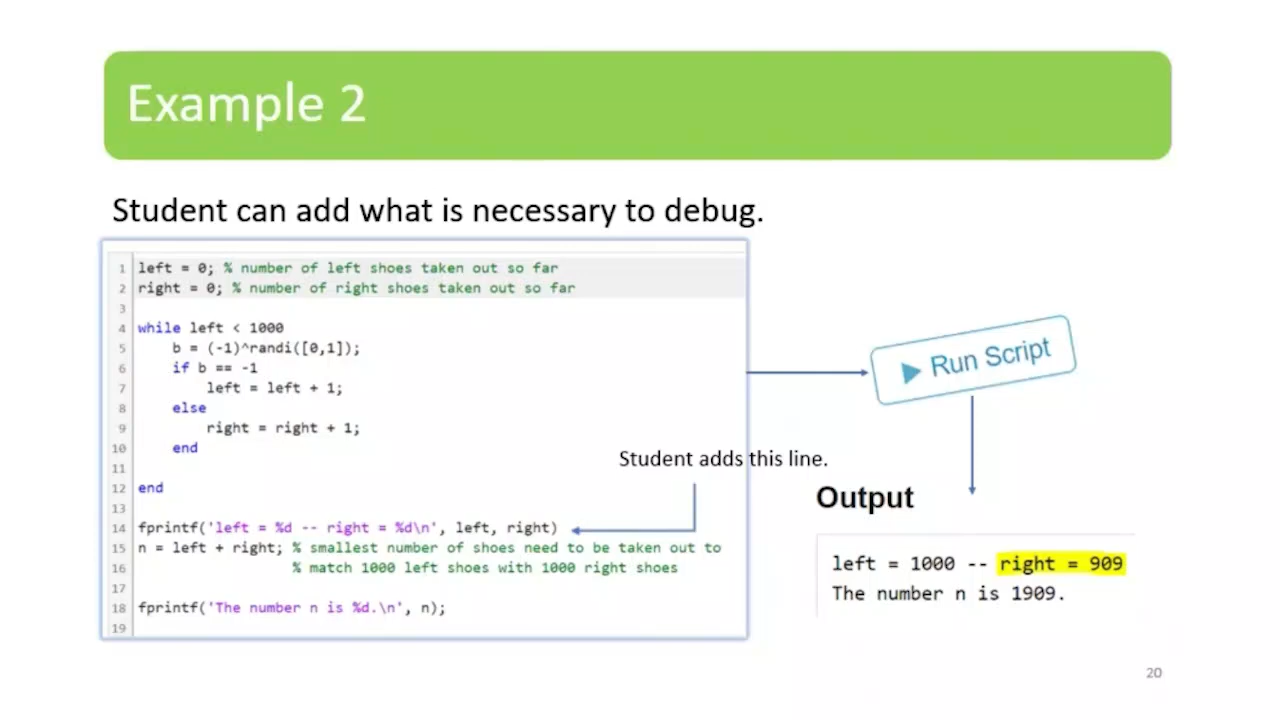 Example 2
Student can add what is necessary to debug.
1 left = 0; % number of left shoes taken out so far
2 right = 0; % number of right shoes taken out so far
3
4 while left < 1000
5 b = (-1)^randi([0,1]);
6 if b == -1
7 left = left + 1;
8 else
9 right = right + 1;
10 end
11
12 end
13
14 fprintf('left = %d -- right = %d\n', left, right)
15 n = left + right; % smallest number of shoes need to be taken out to
16 % match 1000 left shoes with 1000 right shoes
17
18 fprintf('The number n is %d.\n', n);
19
Student adds this line.
Run Script
Output
left = 1000 -- right = 909
The number n is 1909.
20